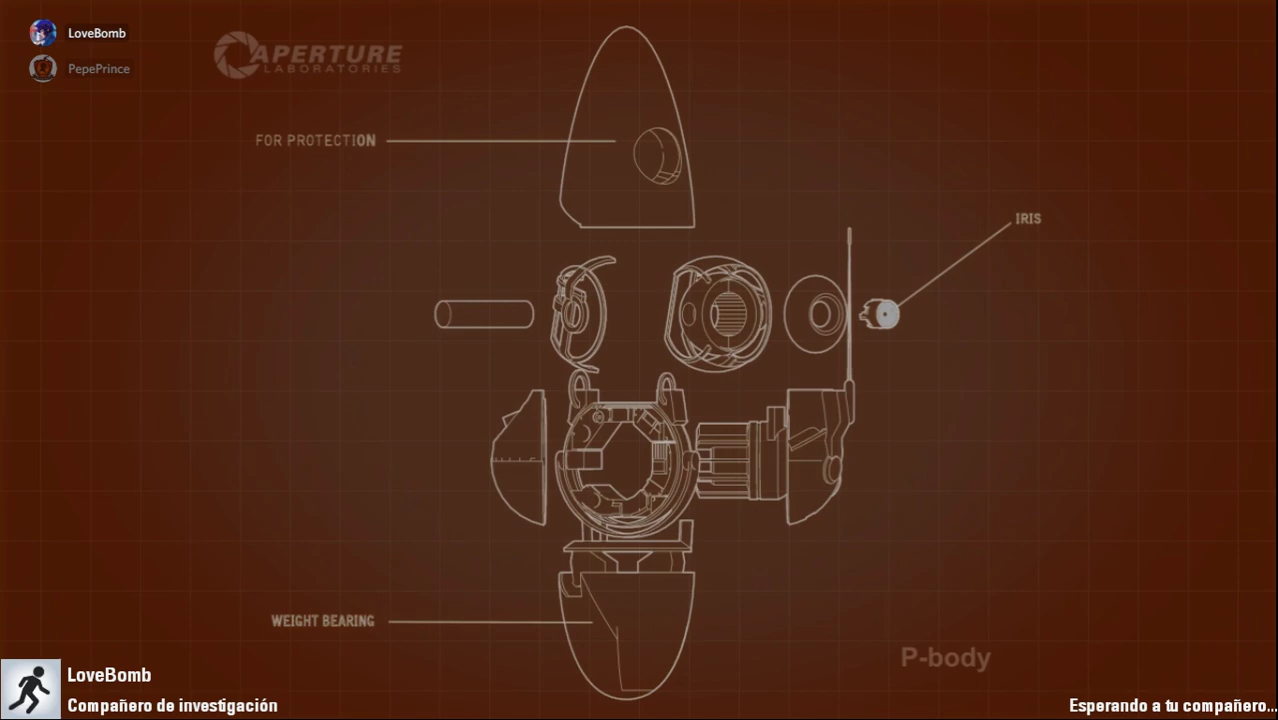 LoveBomb
PepePrince
APERTURE
LABORATORIES
FOR PROTECTION
IRIS
WEIGHT BEARING
P-body
LoveBomb
Compañero de investigación
Esperando a tu compañero...